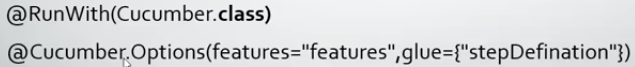 @RunWith(Cucumber.class)
@Cucumber.Options(features="features",glue={"stepDefination"})